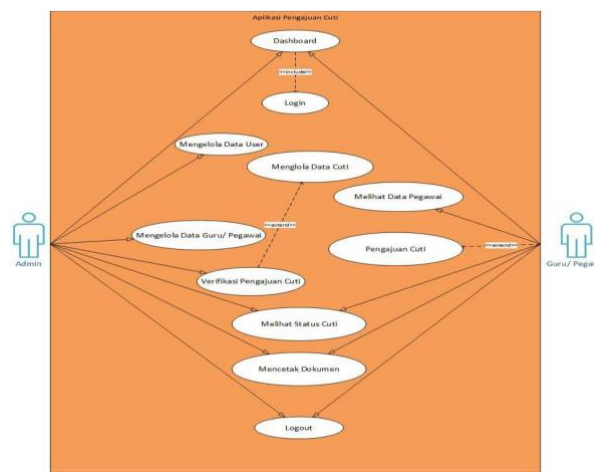 Aplikasi Pengajuan Cuti
Dashboard
<<include>>
Login
Mengelola Data User
Menglola Data Cuti
Melihat Data Pegawai
<<extend>>
Mengelola Data Guru/ Pegawai
Pengajuan Cuti
<<extend>>
Admin
Guru/ Pegar
Verifikasi Pengajuan Cuti
Melihat Status Cuti
Mencetak Dokumen
Logout